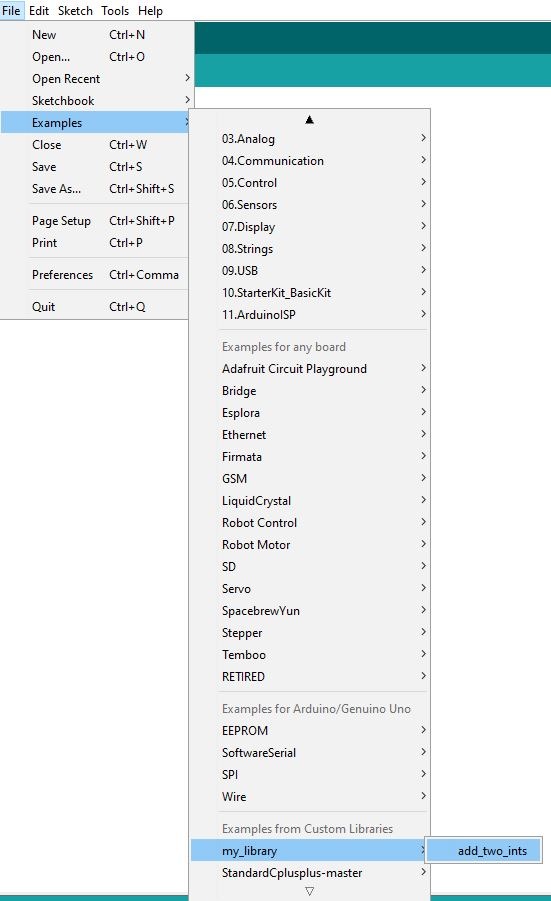 File Edit Sketch Tools Help
New Ctrl+N
Open... Ctrl+O
Open Recent
Sketchbook
Examples
Close Ctrl+W
Save Ctrl+S
Save As... Ctrl+Shift+S
Page Setup Ctrl+Shift+P
Print Ctrl+P
Preferences Ctrl+Comma
Quit Ctrl+Q
03.Analog
04.Communication
05.Control
06.Sensors
07.Display
08.Strings
09.USB
10.StarterKit_BasicKit
11.ArduinoISP
Examples for any board
Adafruit Circuit Playground
Bridge
Esplora
Ethernet
Firmata
GSM
LiquidCrystal
Robot Control
Robot Motor
SD
Servo
SpacebrewYun
Stepper
Temboo
RETIRED
Examples for Arduino/Genuino Uno
EEPROM
SoftwareSerial
SPI
Wire
Examples from Custom Libraries
my_library
add_two_ints
StandardCplusplus-master